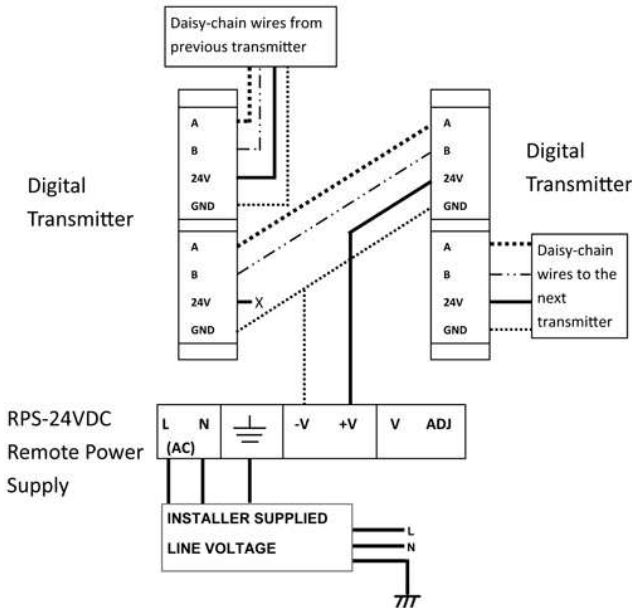 Daisy-chain wires from
previous transmitter
A
B
24V
GND
A
B
24V
X
GND
Digital
Transmitter
A
B
24V
GND
A
B
24V
GND
Digital
Transmitter
Daisy-chain
wires to the
next
transmitter
RPS-24VDC
Remote Power
Supply
L N -V +V V ADJ
(AC)
INSTALLER SUPPLIED
LINE VOLTAGE
L
N